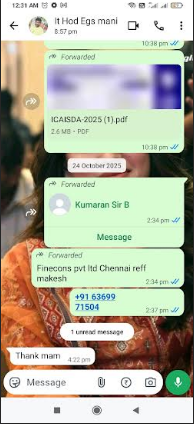 12:31 AM
It Hod Egs mani
8:57 pm
10:38 pm
Forwarded
ICAISDA-2025 (1).pdf
2.6 MB • PDF
10:38 pm
24 October 2025
Forwarded
Kumaran Sir B
2:34 pm
Message
Forwarded
Finecons pvt ltd Chennai reff
makesh
2:34 pm
+91 63699
71504
2:37 pm
1 unread message
Thank mam
4:22 pm
Message